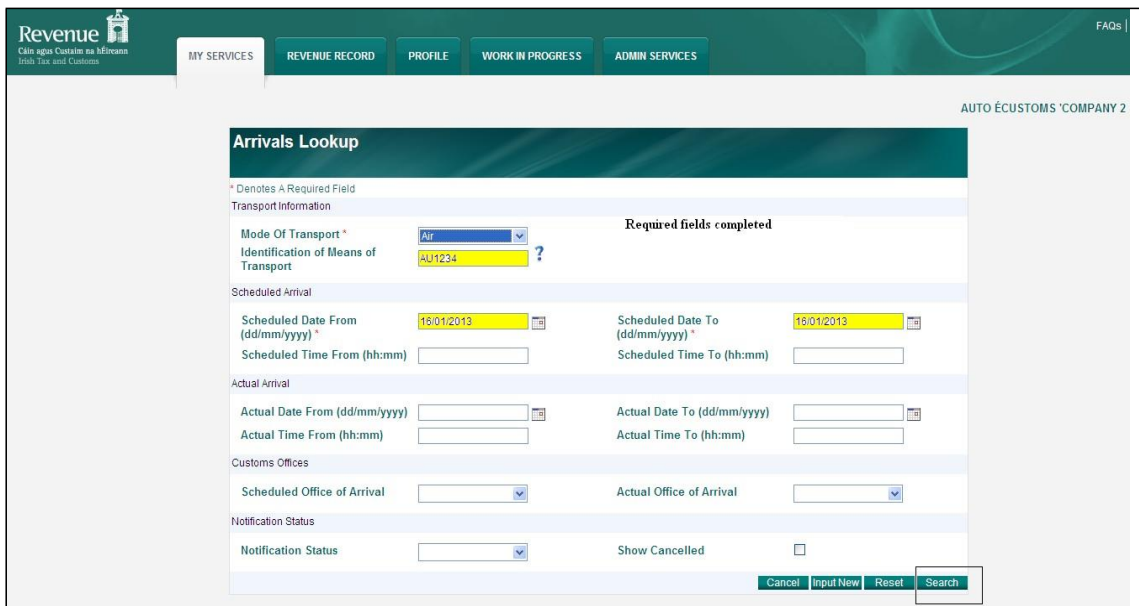 FAQs |
Revenue
Cáin agus Custaim na hÉireann
Irish Tax and Customs
MY SERVICES REVENUE RECORD PROFILE WORK IN PROGRESS ADMIN SERVICES
AUTO ÉCUSTOMS 'COMPANY 2
Arrivals Lookup
* Denotes A Required Field
Transport Information
Required fields completed
Mode Of Transport * Air
Identification of Means of
Transport AU1234 ?
Scheduled Arrival
Scheduled Date From
(dd/mm/yyyy) * 16/01/2013
Scheduled Date To
(dd/mm/yyyy) * 16/01/2013
Scheduled Time From (hh:mm) Scheduled Time To (hh:mm)
Actual Arrival
Actual Date From (dd/mm/yyyy) Actual Date To (dd/mm/yyyy)
Actual Time From (hh:mm) Actual Time To (hh:mm)
Customs Offices
Scheduled Office of Arrival Actual Office of Arrival
Notification Status
Notification Status Show Cancelled
Cancel Input New Reset Search